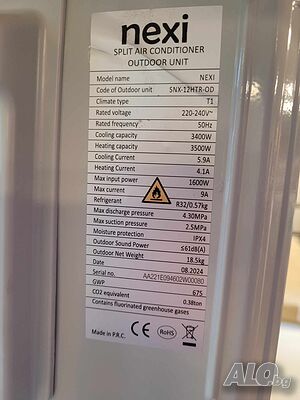 nexi
SPLIT AIR CONDITIONER
OUTDOOR UNIT
Model name NEXI
Code of Outdoor unit SNX-12HTR-OD
Climate type T1
Rated voltage 220-240V~
Rated frequency 50Hz
Cooling capacity 3400W
Heating capacity 3500W
Cooling Current 5.9A
Heating Current 4.1A
Max input power 1600W
Max current 9A
Refrigerant R32/0.57kg
Max discharge pressure 4.30MPa
Max suction pressure 2.5MPa
Moisture protection IPX4
Outdoor Sound Power ≤61dB(A)
Outdoor Net Weight 18.5kg
Date 08.2024
Serial no. AA221E094602W00080
GWP 675
CO2 equivalent 0.38ton
Contains fluorinated greenhouse gases
Made in P.R.C. CE RoHS
ALO.bg